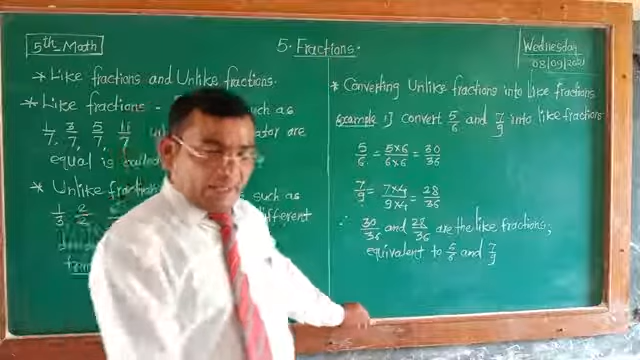 5th Math
5. Fractions.
Wednesday
08/09/2021
* Like fractions and Unlike fractions.
* Like fractions - such as
1/7, 3/7, 5/7, 11/7 are
equal is called
* Unlike fractions such as
1/3, 2/5 different
* Converting Unlike fractions into like fractions.
Example 1] Convert 5/6 and 7/9 into like fractions
5/6 = 5×6/6×6 = 30/36
7/9 = 7×4/9×4 = 28/36
∴ 30/36 and 28/36 are the like fractions,
equivalent to 5/6 and 7/9